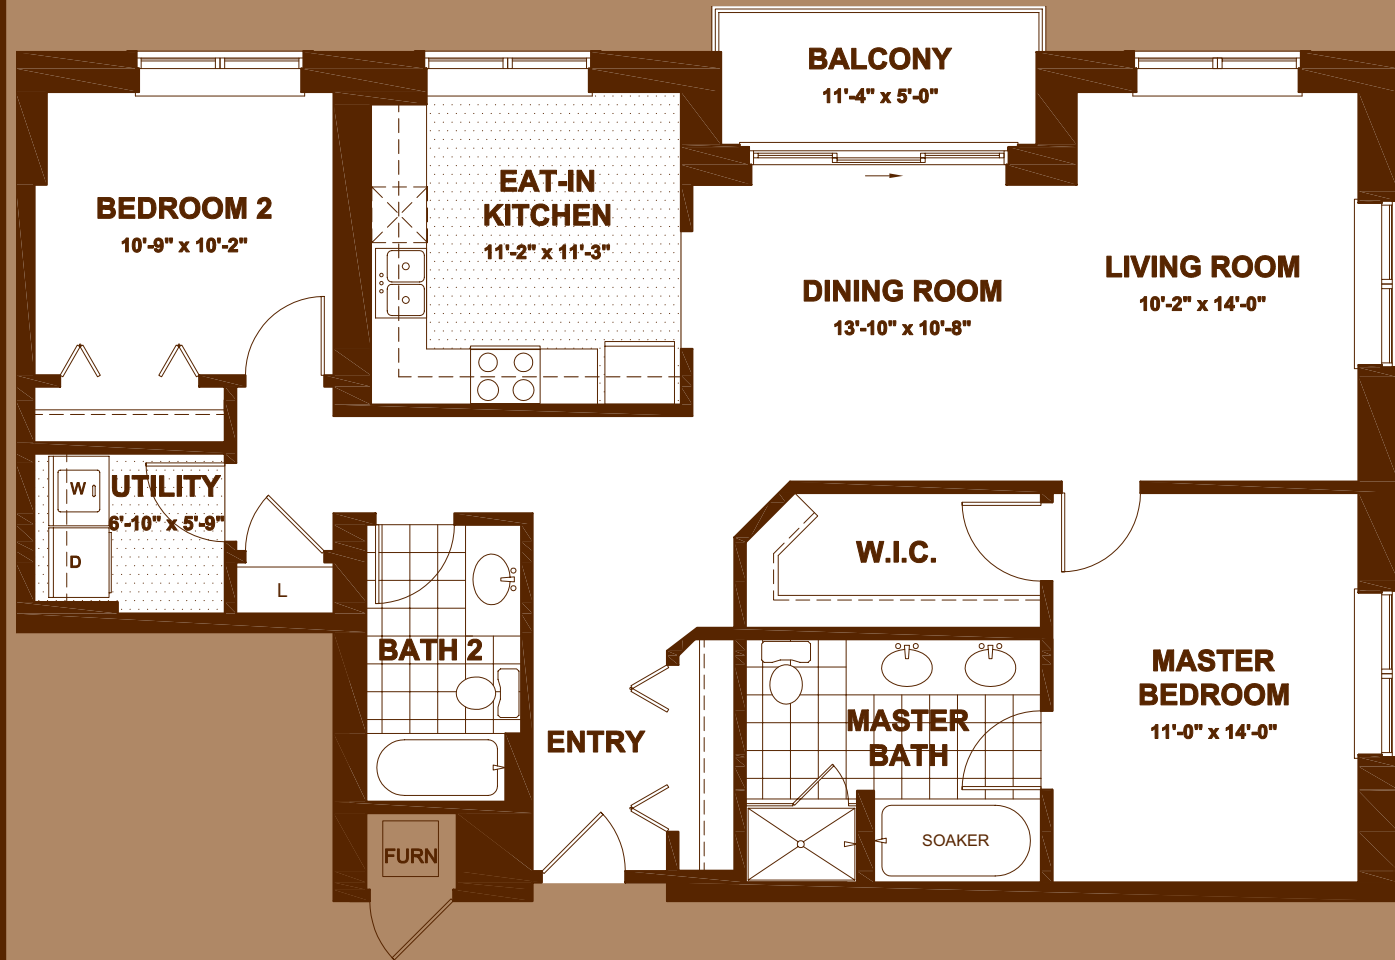 BALCONY
11'-4" x 5'-0"
EAT-IN
KITCHEN
11'-2" x 11'-3"
BEDROOM 2
10'-9" x 10'-2"
LIVING ROOM
10'-2" x 14'-0"
DINING ROOM
13'-10" x 10'-8"
W
UTILITY
6'-10" x 5'-9"
D
L
W.I.C.
BATH 2
MASTER
BEDROOM
11'-0" x 14'-0"
MASTER
BATH
ENTRY
SOAKER
FURN